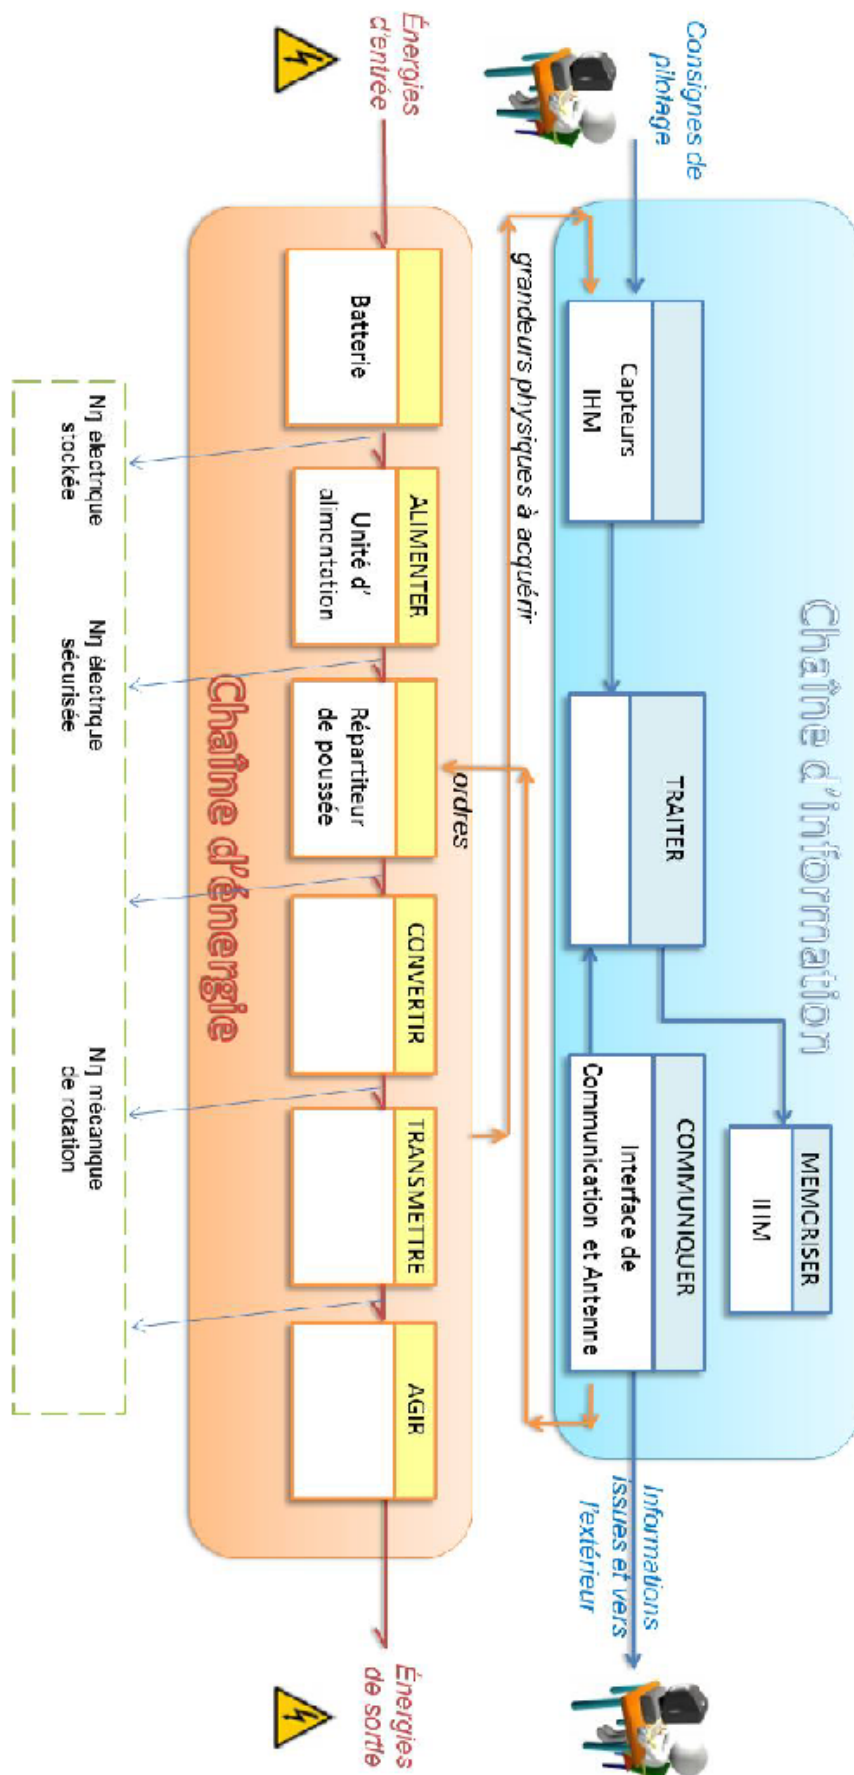 Consignes de
pilotage
Chaîne d'information
Capteurs
IHM
TRAITER
MEMORISER
IHM
COMMUNIQUER
Interface de
Communication et Antenne
Informations
issues et vers
l'extérieur
grandeurs physiques à acquérir
ordres
Énergies
d'entrée
Batterie
ALIMENTER
Unité d'
alimentation
Répartiteur
de poussée
CONVERTIR
TRANSMETTRE
AGIR
Énergies
de sortie
Chaîne d'énergie
Nrj électrique
stockée
Nrj électrique
sécurisée
Nrj mécanique
de rotation